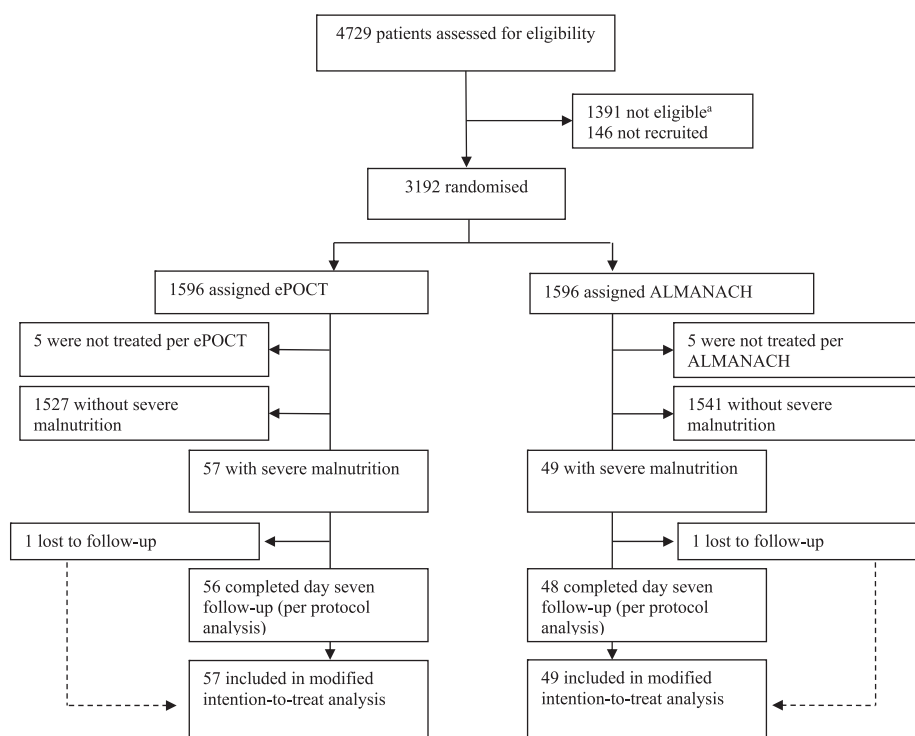 4729 patients assessed for eligibility
1391 not eligibleᵃ
146 not recruited
3192 randomised
1596 assigned ePOCT
1596 assigned ALMANACH
5 were not treated per ePOCT
5 were not treated per
ALMANACH
1527 without severe
malnutrition
1541 without severe
malnutrition
57 with severe malnutrition
49 with severe malnutrition
1 lost to follow-up
1 lost to follow-up
56 completed day seven
follow-up (per protocol
analysis)
48 completed day seven
follow-up (per protocol
analysis)
57 included in modified
intention-to-treat analysis
49 included in modified
intention-to-treat analysis